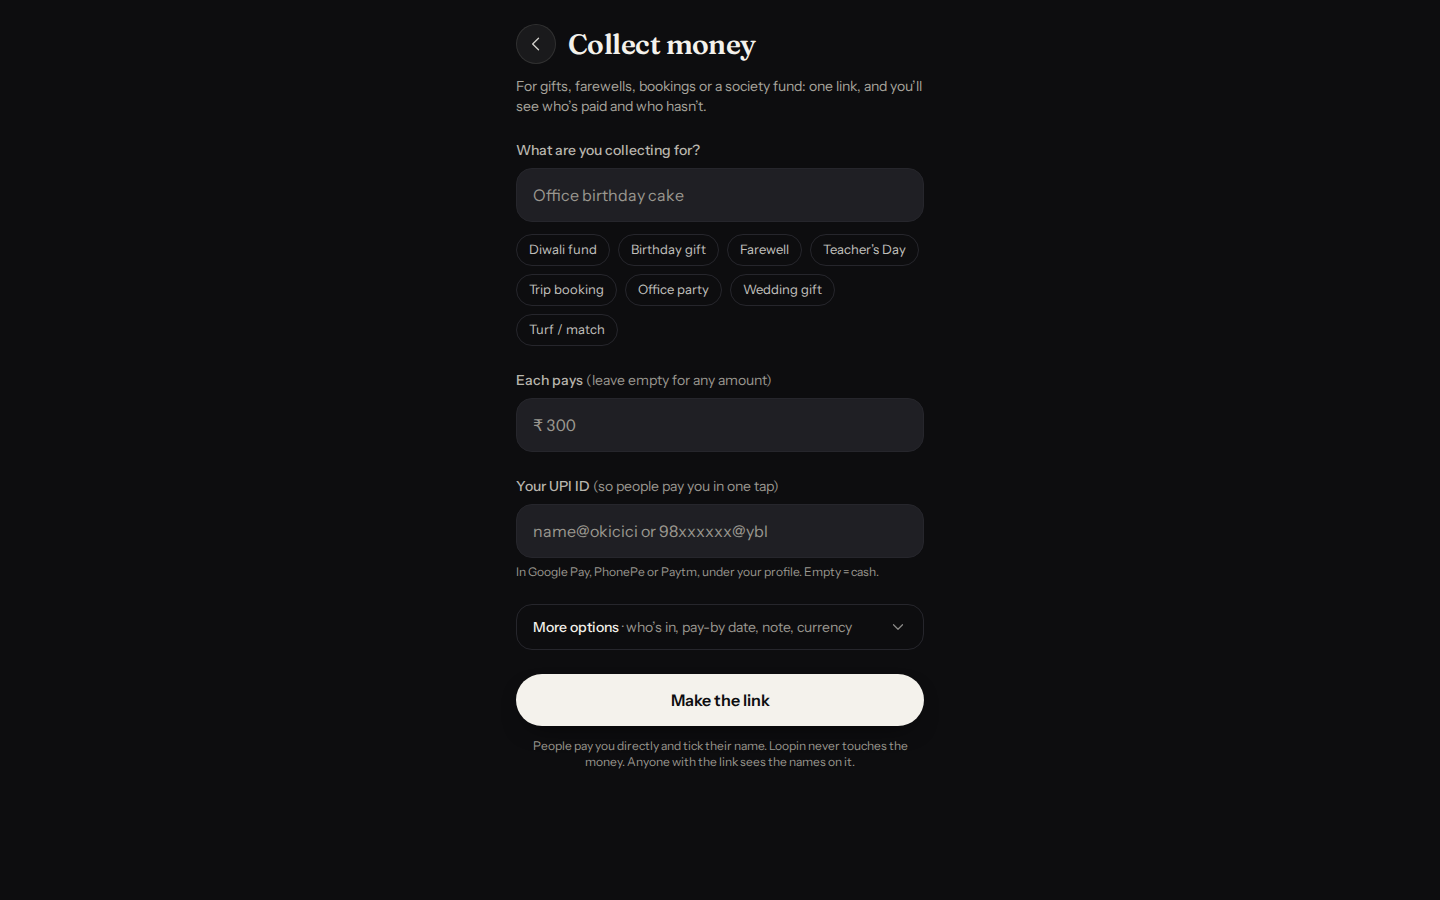 Collect money
For gifts, farewells, bookings or a society fund: one link, and you'll
see who's paid and who hasn't.
What are you collecting for?
Office birthday cake
Diwali fund
Birthday gift
Farewell
Teacher's Day
Trip booking
Office party
Wedding gift
Turf / match
Each pays (leave empty for any amount)
₹ 300
Your UPI ID (so people pay you in one tap)
name@okicici or 98xxxxxx@ybl
In Google Pay, PhonePe or Paytm, under your profile. Empty = cash.
More options · who's in, pay-by date, note, currency
Make the link
People pay you directly and tick their name. Loopin never touches the
money. Anyone with the link sees the names on it.